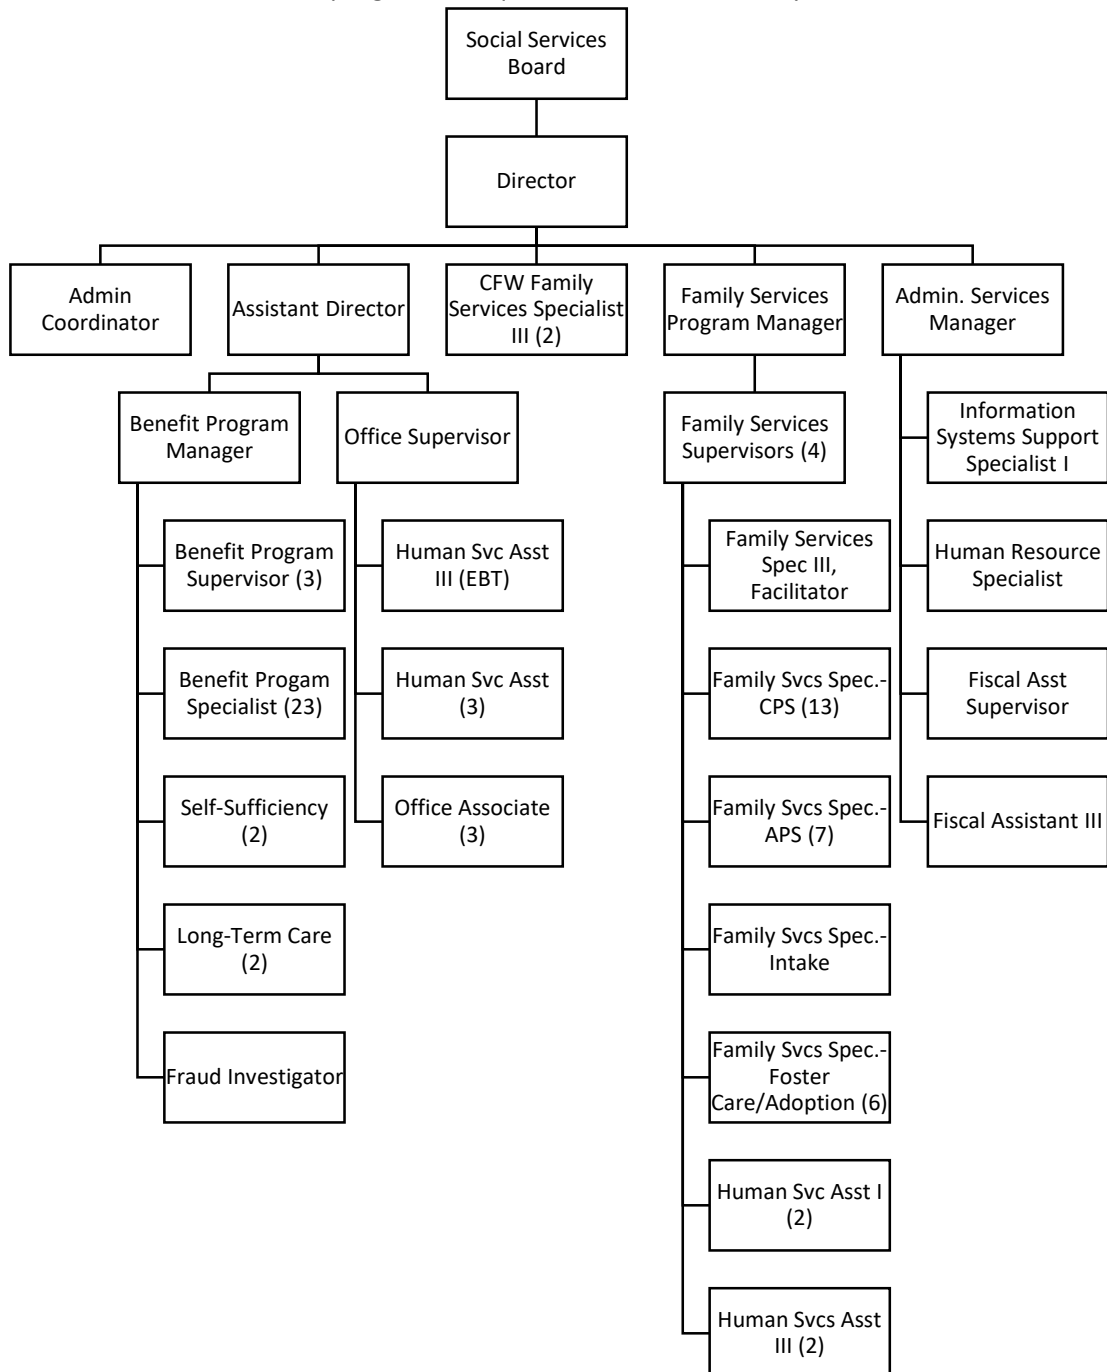 Social Services
Board
Director
Admin
Coordinator
Assistant Director
CFW Family
Services Specialist
III (2)
Family Services
Program Manager
Admin. Services
Manager
Benefit Program
Manager
Office Supervisor
Family Services
Supervisors (4)
Information
Systems Support
Specialist I
Benefit Program
Supervisor (3)
Human Svc Asst
III (EBT)
Family Services
Spec III,
Facilitator
Human Resource
Specialist
Benefit Progam
Specialist (23)
Human Svc Asst
(3)
Family Svcs Spec.-
CPS (13)
Fiscal Asst
Supervisor
Self-Sufficiency
(2)
Office Associate
(3)
Family Svcs Spec.-
APS (7)
Fiscal Assistant III
Long-Term Care
(2)
Family Svcs Spec.-
Intake
Fraud Investigator
Family Svcs Spec.-
Foster
Care/Adoption (6)
Human Svc Asst I
(2)
Human Svcs Asst
III (2)